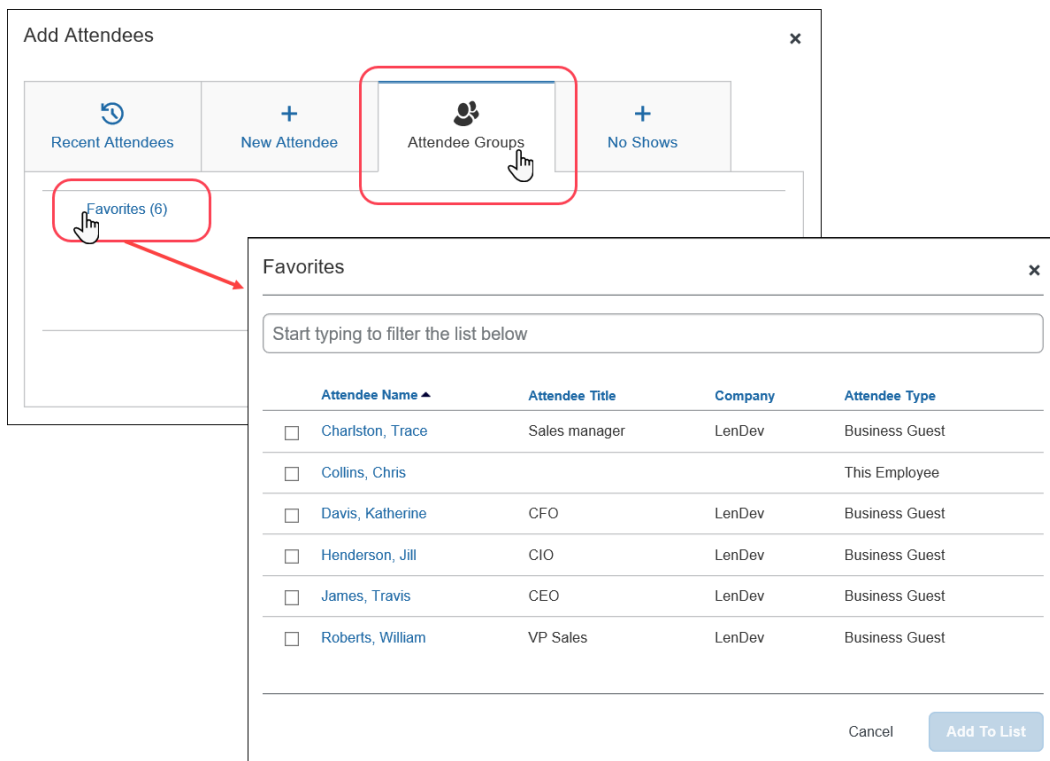 Add Attendees
Recent Attendees New Attendee Attendee Groups No Shows
Favorites (6)
Favorites
Start typing to filter the list below
Attendee Name Attendee Title Company Attendee Type
Charlston, Trace Sales manager LenDev Business Guest
Collins, Chris This Employee
Davis, Katherine CFO LenDev Business Guest
Henderson, Jill CIO LenDev Business Guest
James, Travis CEO LenDev Business Guest
Roberts, William VP Sales LenDev Business Guest
Cancel Add To List